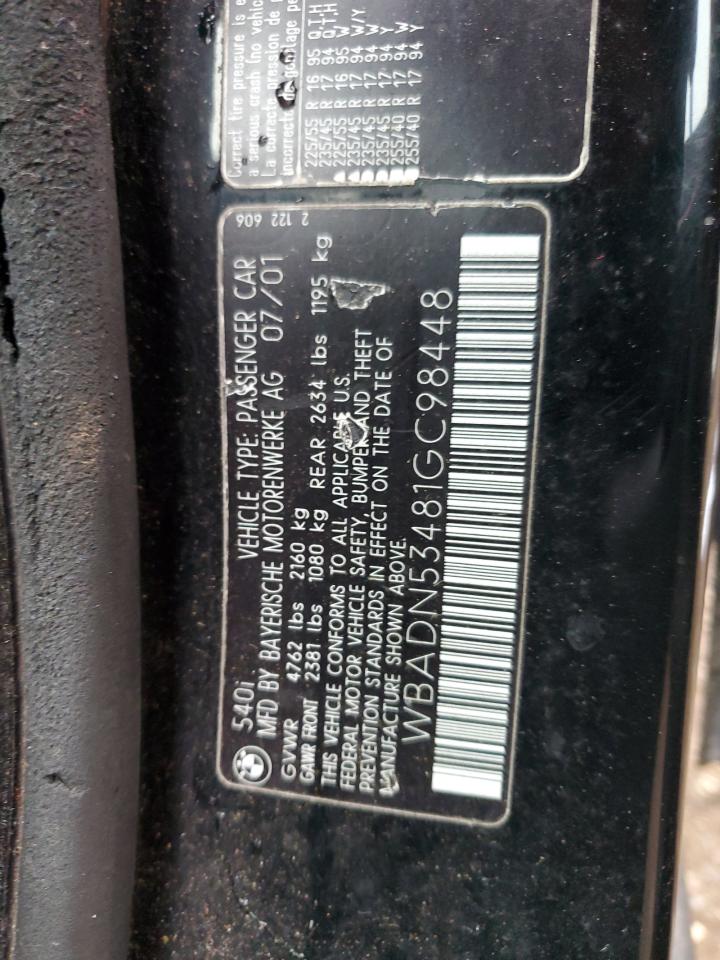 Correct tire pressure is
a serious crash (no vehic
La correcte pression de
incorrecte de gonflage pe
225/55 R 16 95 Q.T.H
235/45 R 17 94 Q.T.H
225/55 R 16 95 W
235/45 R 17 94 W/Y
235/45 R 17 94 W
235/45 R 17 94 Y
255/40 R 17 94 W
255/40 R 17 94 Y
540i VEHICLE TYPE: PASSENGER CAR
MFD BY BAYERISCHE MOTORENWERKE AG 07/01
GVWR 4762 lbs 2160 kg
GAWR FRONT 2381 lbs 1080 kg REAR 2634 lbs 1195 kg
THIS VEHICLE CONFORMS TO ALL APPLICABLE U.S.
FEDERAL MOTOR VEHICLE SAFETY, BUMPER AND THEFT
PREVENTION STANDARDS IN EFFECT ON THE DATE OF
MANUFACTURE SHOWN ABOVE.
WBADN53481GC98448
2 122 606